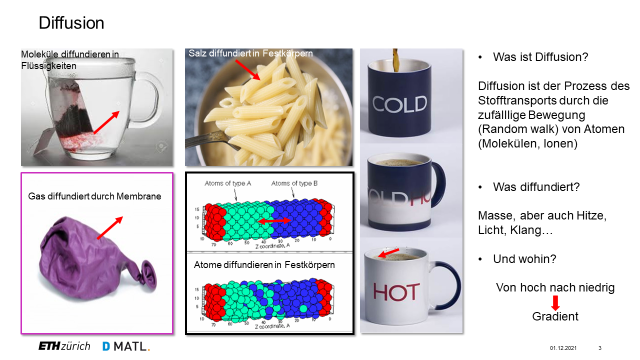 Diffusion
Moleküle diffundieren in
Flüssigkeiten
Salz diffundiert in Festkörpern
COLD
OLD HO
HOT
Gas diffundiert durch Membrane
Atoms of type A
Atoms of type B
Z coordinate, A
Atome diffundieren in Festkörpern
Z coordinate, A
• Was ist Diffusion?
Diffusion ist der Prozess des
Stofftransports durch die
zufälllige Bewegung
(Random walk) von Atomen
(Molekülen, Ionen)
• Was diffundiert?
Masse, aber auch Hitze,
Licht, Klang…
• Und wohin?
Von hoch nach niedrig
Gradient
ETH zürich D MATL.
01.12.2021 3